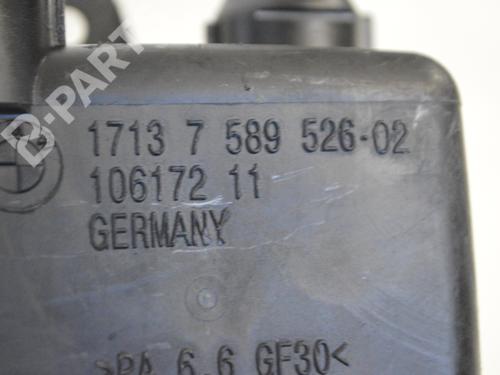 1713 7 589 526-02
106172 11
GERMANY
>PA 6.6 GF30<
B-PARTS